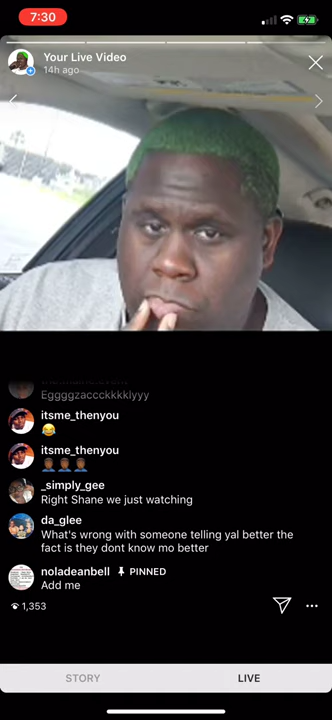 7:30
Your Live Video
14h ago
Eggggzaccckkkklyyy
itsme_thenyou
😂
itsme_thenyou
🤦🏾‍♂️🤦🏾‍♂️🤦🏾‍♂️
_simply_gee
Right Shane we just watching
da_glee
What's wrong with someone telling yal better the
fact is they dont know mo better
noladeanbell PINNED
Add me
1,353
STORY LIVE